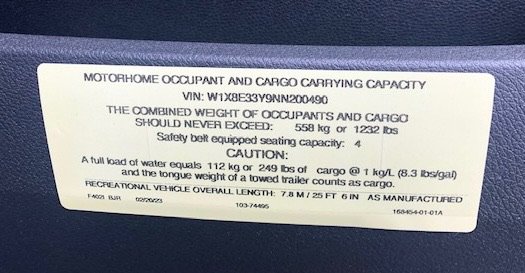 MOTORHOME OCCUPANT AND CARGO CARRYING CAPACITY
VIN: W1X8E33Y9NN200490
THE COMBINED WEIGHT OF OCCUPANTS AND CARGO
SHOULD NEVER EXCEED: 558 kg or 1232 lbs
Safety belt equipped seating capacity: 4
CAUTION:
A full load of water equals 112 kg or 249 lbs of cargo @ 1 kg/L (8.3 lbs/gal)
and the tongue weight of a towed trailer counts as cargo.
RECREATIONAL VEHICLE OVERALL LENGTH: 7.8 M / 25 FT 6 IN AS MANUFACTURED
F4021 BJR 02/20/23 103-74495 168454-01-01A